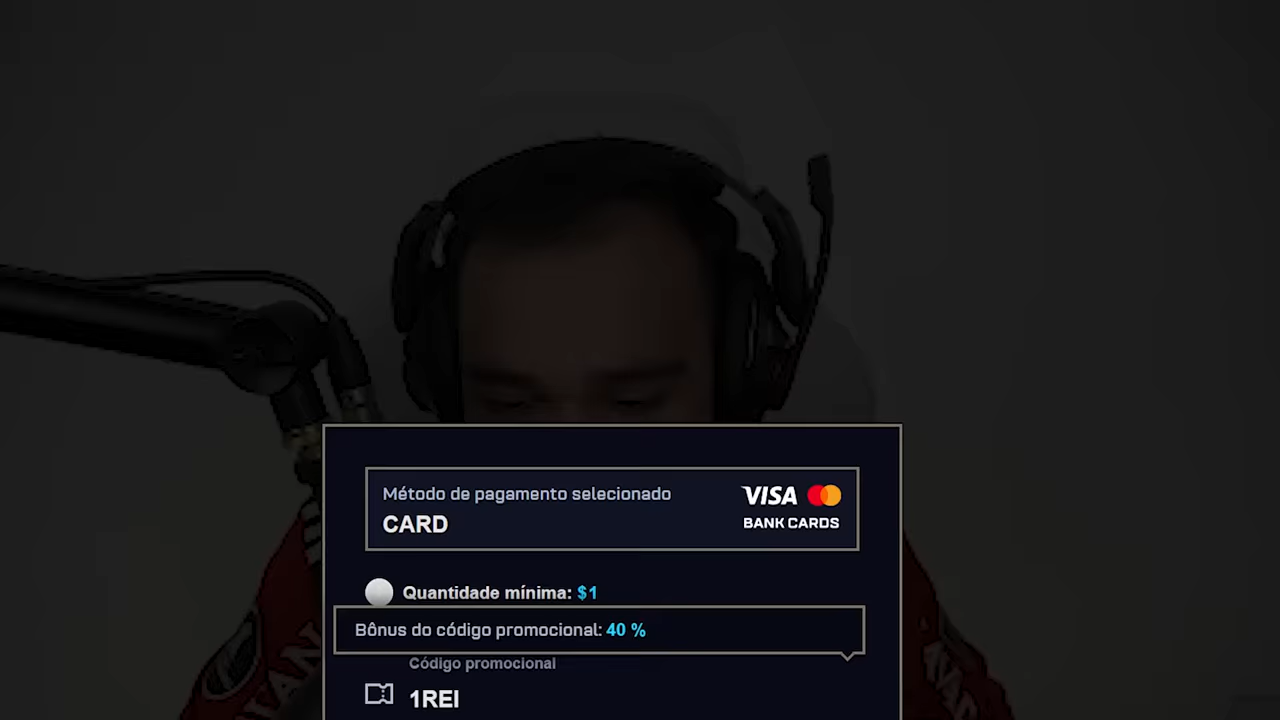 Método de pagamento selecionado
CARD
VISA
BANK CARDS
Quantidade mínima: $1
Bônus do código promocional: 40 %
Código promocional
1REI